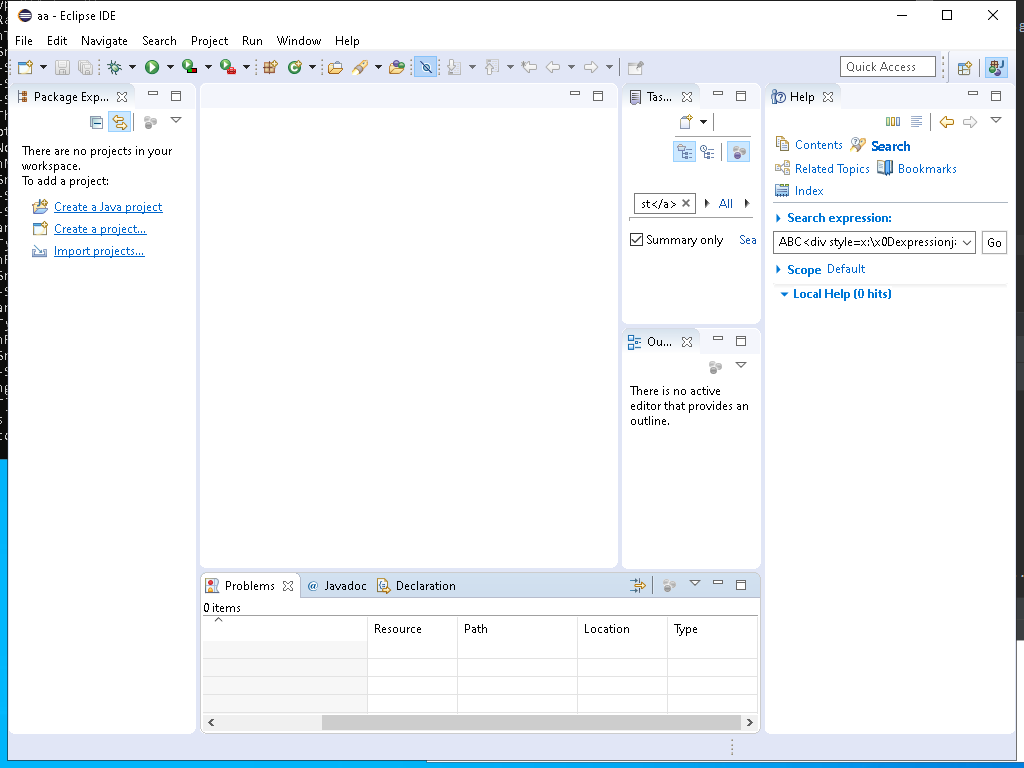 aa - Eclipse IDE
File Edit Navigate Search Project Run Window Help
Quick Access
Package Exp...
There are no projects in your
workspace.
To add a project:
Create a Java project
Create a project...
Import projects...
Tas...
st</a>
All
Summary only
Sea
Ou...
There is no active
editor that provides an
outline.
Help
Contents Search
Related Topics Bookmarks
Index
Search expression:
ABC<div style=x:\x0Dexpression
Go
Scope Default
Local Help (0 hits)
Problems @ Javadoc Declaration
0 items
Resource Path Location Type